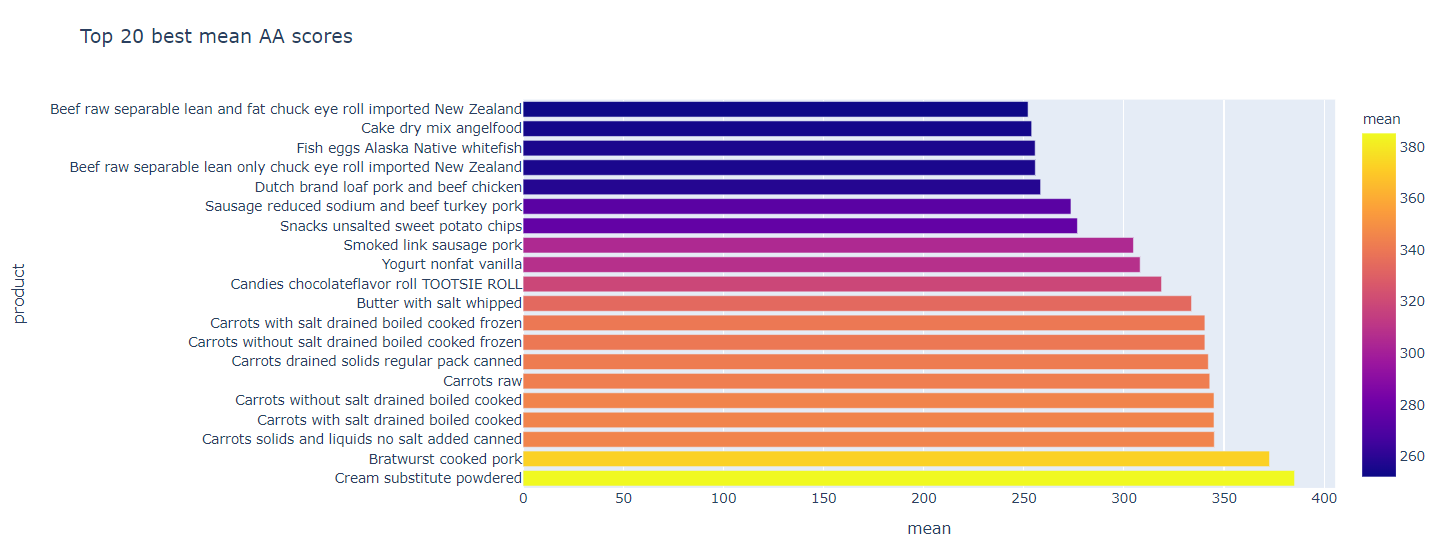 Top 20 best mean AA scores
product
Beef raw separable lean and fat chuck eye roll imported New Zealand
Cake dry mix angelfood
Fish eggs Alaska Native whitefish
Beef raw separable lean only chuck eye roll imported New Zealand
Dutch brand loaf pork and beef chicken
Sausage reduced sodium and beef turkey pork
Snacks unsalted sweet potato chips
Smoked link sausage pork
Yogurt nonfat vanilla
Candies chocolateflavor roll TOOTSIE ROLL
Butter with salt whipped
Carrots with salt drained boiled cooked frozen
Carrots without salt drained boiled cooked frozen
Carrots drained solids regular pack canned
Carrots raw
Carrots without salt drained boiled cooked
Carrots with salt drained boiled cooked
Carrots solids and liquids no salt added canned
Bratwurst cooked pork
Cream substitute powdered
0 50 100 150 200 250 300 350 400
mean
mean
380
360
340
320
300
280
260